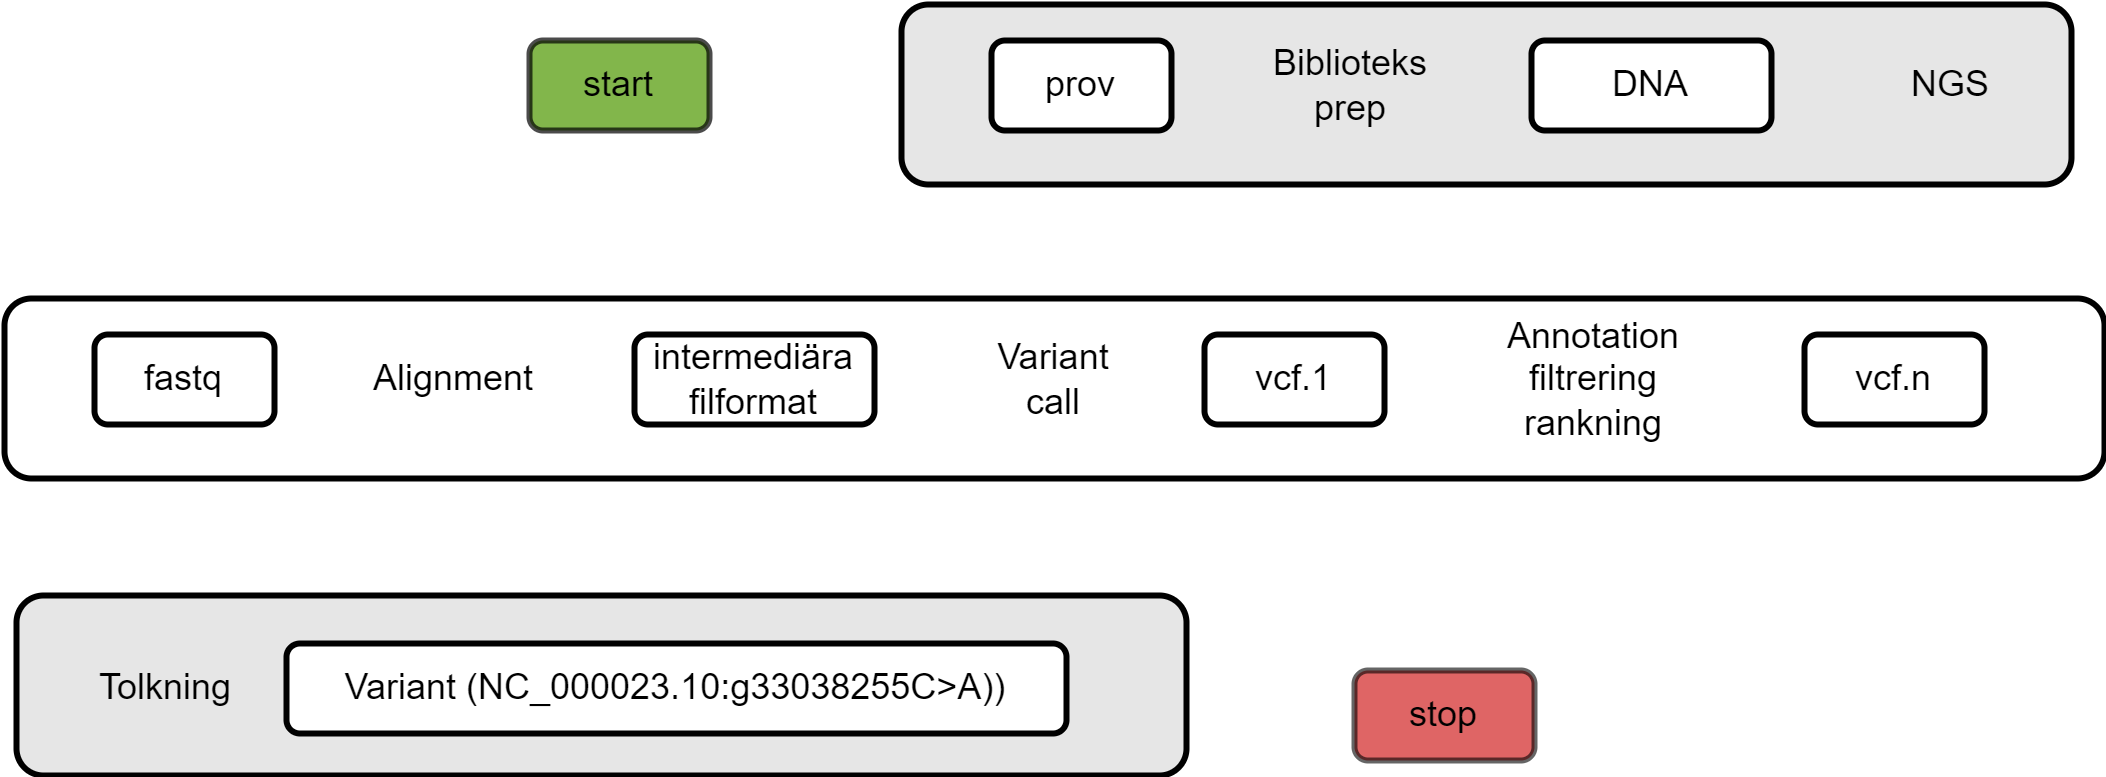 start
prov
Biblioteks
prep
DNA
NGS
fastq
Alignment
intermediära
filformat
Variant
call
vcf.1
Annotation
filtrering
rankning
vcf.n
Tolkning
Variant (NC_000023.10:g33038255C>A))
stop